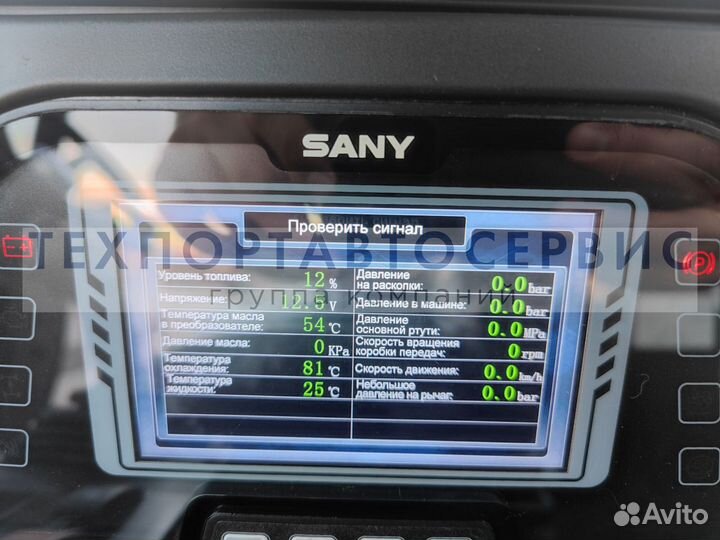 SANY
Проверить сигнал
ТЕХПОРТАВТОСЕРВИС
группа компаний
Уровень топлива: 12 %
Напряжение: 12.5 V
Температура масла
в преобразователе: 54 °C
Давление масла: 0 KPa
Температура
охлаждения: 81 °C
Температура
жидкости: 25 °C
Давление
на раскопки: 0.0 bar
Давление в машине: 0.0 bar
Давление
основной ртути: 0.0 MPa
Скорость вращения
коробки передач: 0 rpm
Скорость движения: 0.0 km/h
Небольшое
давление на рычаг: 0.0 bar
P
Avito